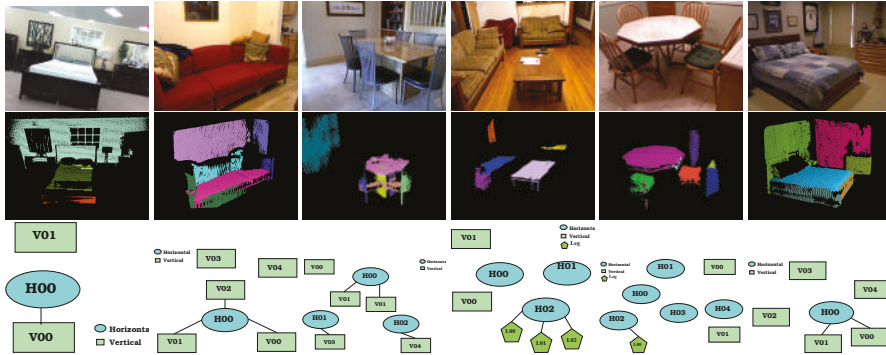 V01
H00
V00
Horizonta
Vertical
Horizontal
Vertical
V03
V04
V02
H00
V01
V00
V00
H00
V01
V01
H01
V03
H02
V04
Horizonta
Vertical
V01
Horizonta
Vertical
Leg
H00
H01
V00
H02
L00
L01
L02
Horizontal
Vertical
Leg
H01
V00
H00
H02
H03
H04
V01
L00
Horizontal
Vertical
V03
V04
V02
H00
V01
V00